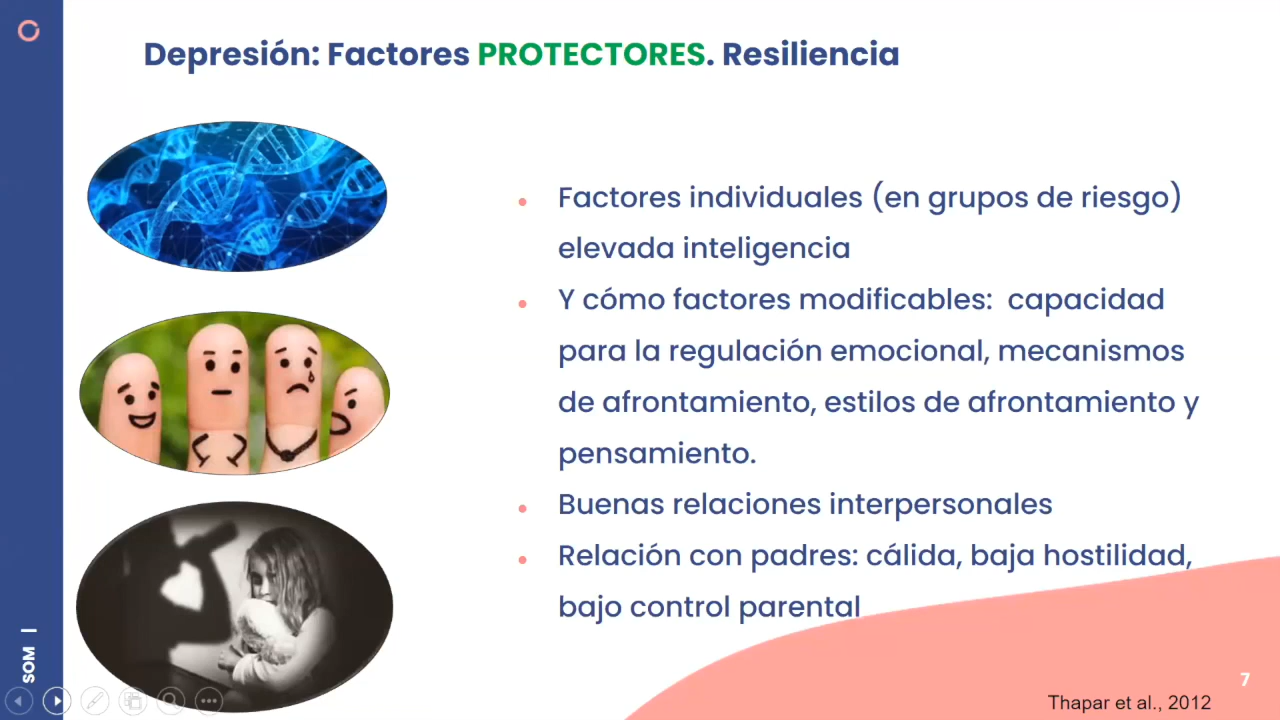 Depresión: Factores PROTECTORES. Resiliencia
Factores individuales (en grupos de riesgo)
elevada inteligencia
Y cómo factores modificables:  capacidad
para la regulación emocional, mecanismos
de afrontamiento, estilos de afrontamiento y
pensamiento.
Buenas relaciones interpersonales
Relación con padres: cálida, baja hostilidad,
bajo control parental
SOM |
7
Thapar et al., 2012